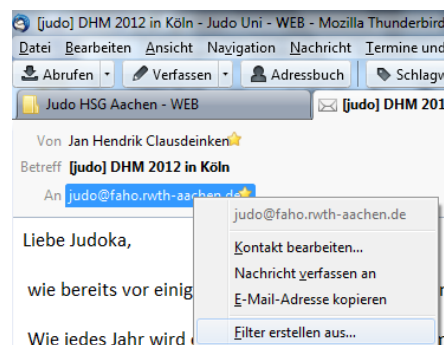 [judo] DHM 2012 in Köln - Judo Uni - WEB - Mozilla Thunderbird
Datei Bearbeiten Ansicht Navigation Nachricht Termine und
Abrufen Verfassen Adressbuch Schlagw
Judo HSG Aachen - WEB [judo] DHM 201
Von Jan Hendrik Clausdeinken
Betreff [judo] DHM 2012 in Köln
An judo@faho.rwth-aachen.de
judo@faho.rwth-aachen.de
Liebe Judoka,
Kontakt bearbeiten...
Nachricht verfassen an
wie bereits vor einig
E-Mail-Adresse kopieren
Wie jedes Jahr wird
Filter erstellen aus...